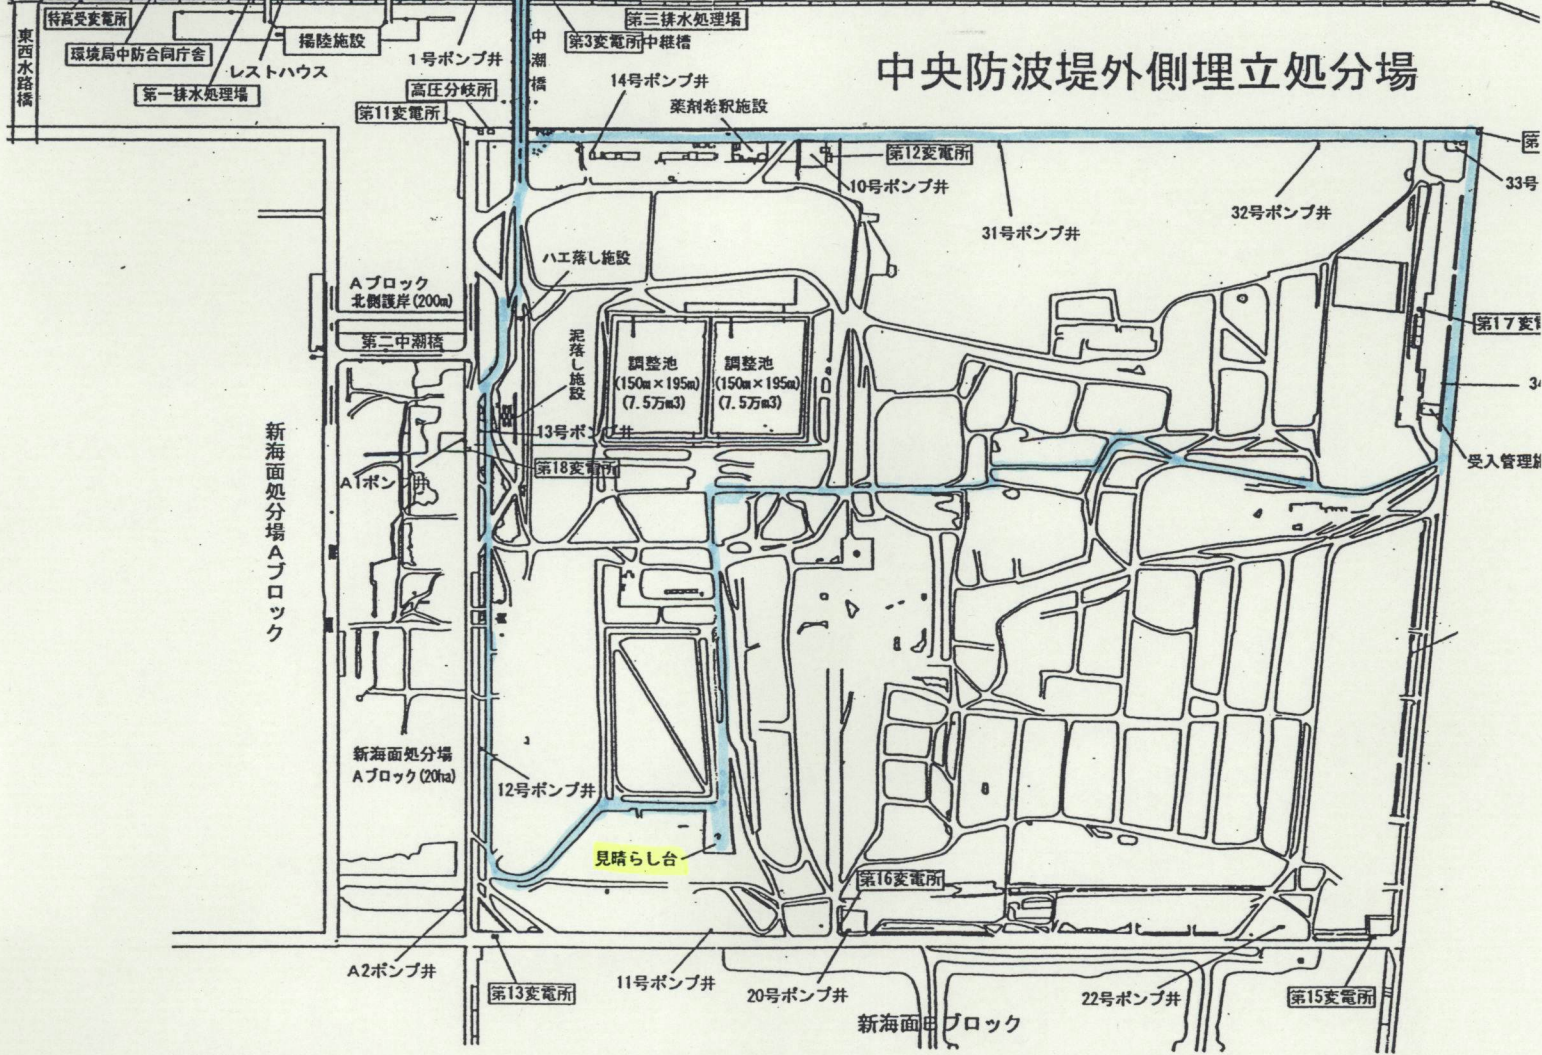 特高受変電所
第三排水処理場
東西水路橋
環境局中防合同庁舎
揚陸施設
レストハウス
第一排水処理場
1号ポンプ井
中潮橋
第3変電所
中継槽
中央防波堤外側埋立処分場
高圧分岐所
第11変電所
14号ポンプ井
薬剤希釈施設
第12変電所
10号ポンプ井
31号ポンプ井
32号ポンプ井
第
33号
Aブロック
北側護岸(200m)
第二中潮橋
ハエ落し施設
泥落し施設
調整池
(150m×195m)
(7.5万m3)
調整池
(150m×195m)
(7.5万m3)
第17変電
34
受入管理施
13号ポンプ井
第18変電所
A1ポンプ井
新海面処分場Aブロック
新海面処分場
Aブロック(20ha)
12号ポンプ井
見晴らし台
第16変電所
A2ポンプ井
第13変電所
11号ポンプ井
20号ポンプ井
22号ポンプ井
第15変電所
新海面Bブロック